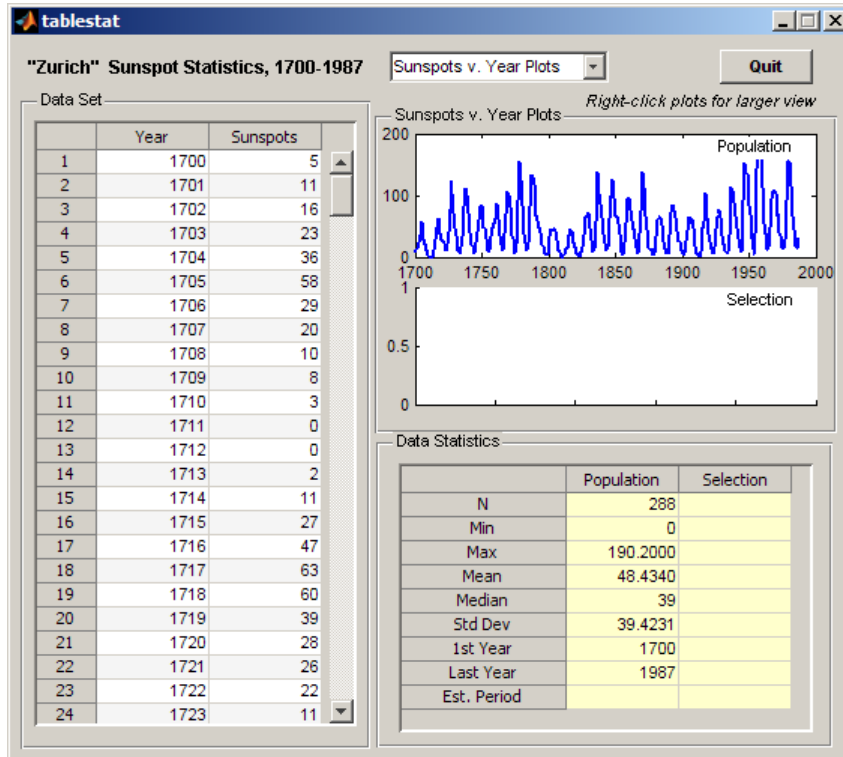 tablestat
"Zurich" Sunspot Statistics, 1700-1987
Sunspots v. Year Plots
Quit
Right-click plots for larger view
Data Set
Year Sunspots
1 1700 5
2 1701 11
3 1702 16
4 1703 23
5 1704 36
6 1705 58
7 1706 29
8 1707 20
9 1708 10
10 1709 8
11 1710 3
12 1711 0
13 1712 0
14 1713 2
15 1714 11
16 1715 27
17 1716 47
18 1717 63
19 1718 60
20 1719 39
21 1720 28
22 1721 26
23 1722 22
24 1723 11
Sunspots v. Year Plots
Population
200
100
0
1700 1750 1800 1850 1900 1950 2000
Selection
1
0.5
0
Data Statistics
Population Selection
N 288
Min 0
Max 190.2000
Mean 48.4340
Median 39
Std Dev 39.4231
1st Year 1700
Last Year 1987
Est. Period